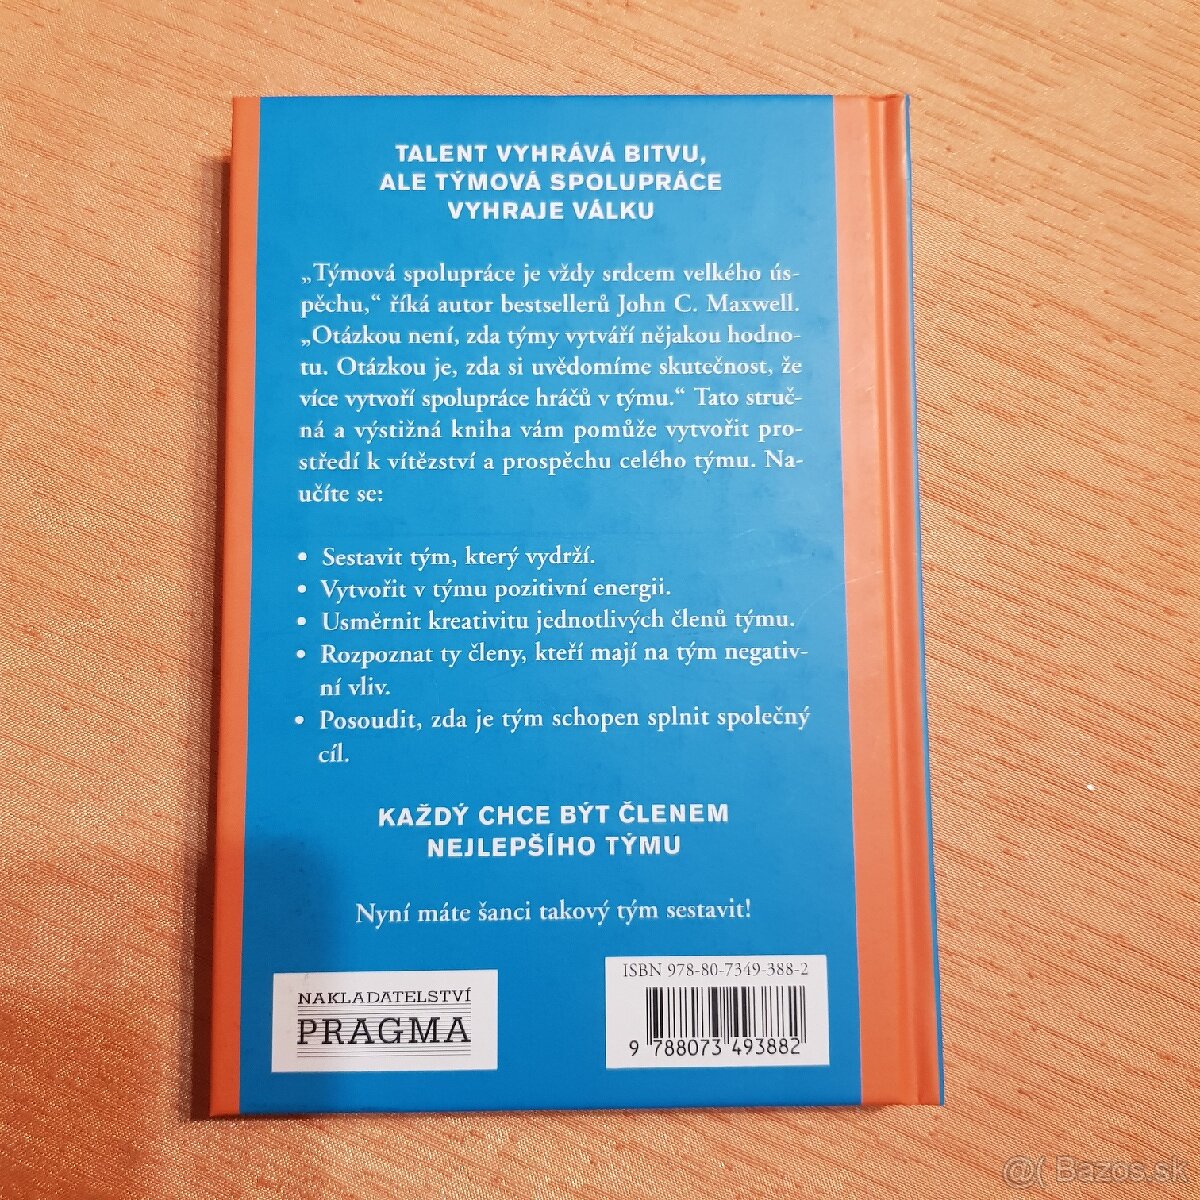 TALENT VYHRÁVÁ BITVU,
ALE TÝMOVÁ SPOLUPRÁCE
VYHRAJE VÁLKU
„Týmová spolupráce je vždy srdcem velkého ús-
pěchu,“ říká autor bestsellerů John C. Maxwell.
„Otázkou není, zda týmy vytváří nějakou hodno-
tu. Otázkou je, zda si uvědomíme skutečnost, že
více vytvoří spolupráce hráčů v týmu.“ Tato struč-
ná a výstižná kniha vám pomůže vytvořit pro-
středí k vítězství a prospěchu celého týmu. Na-
učíte se:
• Sestavit tým, který vydrží.
• Vytvořit v týmu pozitivní energii.
• Usměrnit kreativitu jednotlivých členů týmu.
• Rozpoznat ty členy, kteří mají na tým negativ-
ní vliv.
• Posoudit, zda je tým schopen splnit společný
cíl.
KAŽDÝ CHCE BÝT ČLENEM
NEJLEPŠÍHO TÝMU
Nyní máte šanci takový tým sestavit!
NAKLADATELSTVÍ
PRAGMA
ISBN 978-80-7349-388-2
9 788073 493882
@( Bazos.sk